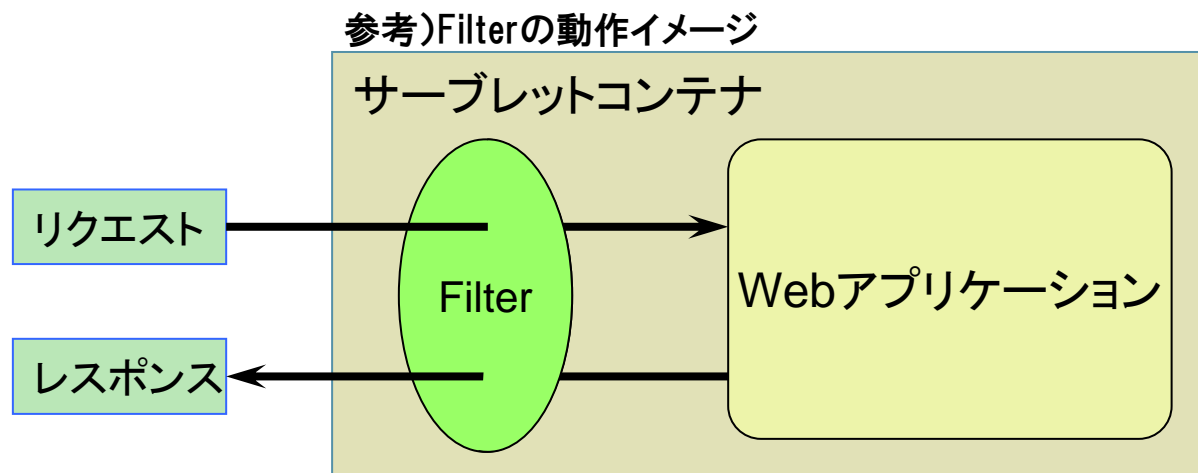 参考)Filterの動作イメージ
サーブレットコンテナ
リクエスト
Filter
Webアプリケーション
レスポンス